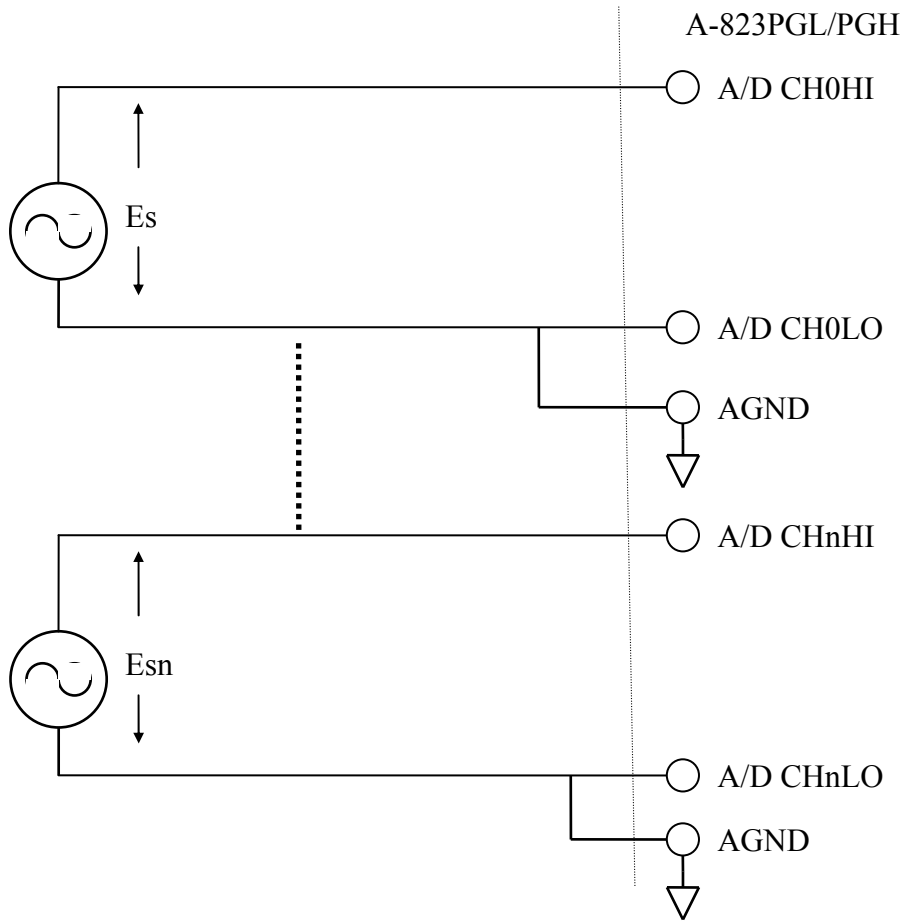 A-823PGL/PGH
A/D CH0HI
Es
A/D CH0LO
AGND
A/D CHnHI
Esn
A/D CHnLO
AGND